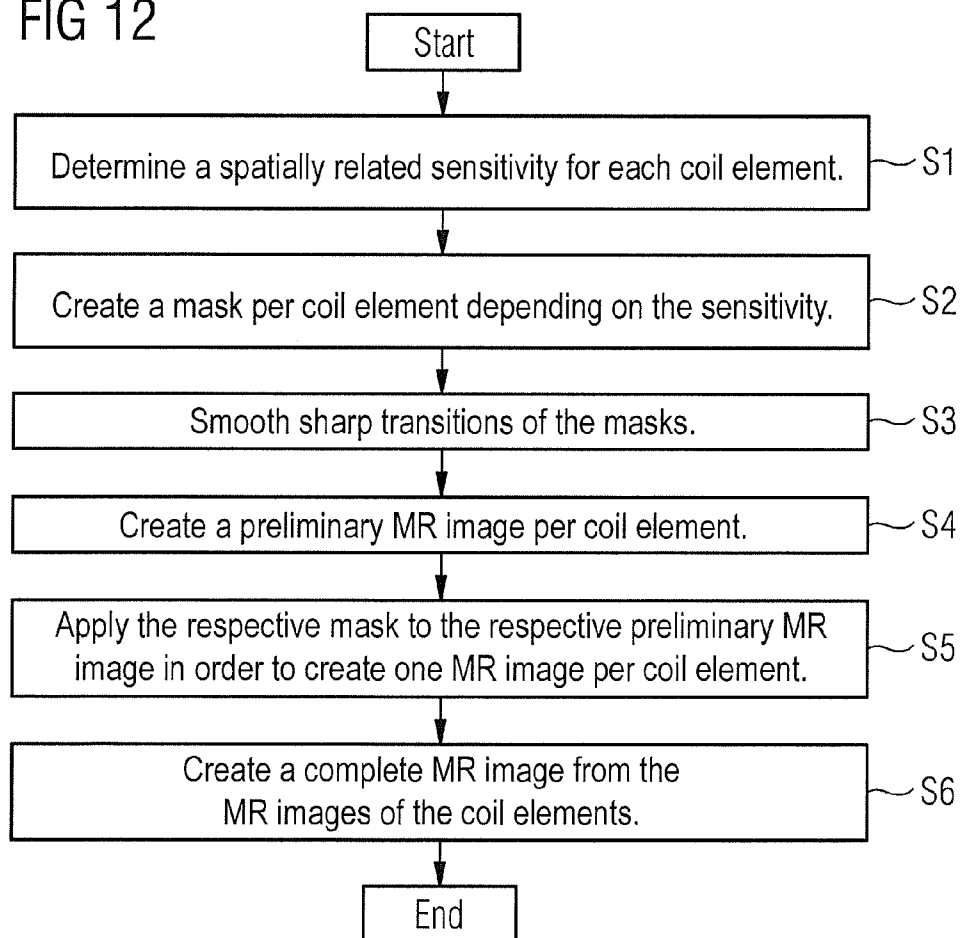 FIG 12
Start
Determine a spatially related sensitivity for each coil element.
S1
Create a mask per coil element depending on the sensitivity.
S2
Smooth sharp transitions of the masks.
S3
Create a preliminary MR image per coil element.
S4
Apply the respective mask to the respective preliminary MR
image in order to create one MR image per coil element.
S5
Create a complete MR image from the
MR images of the coil elements.
S6
End